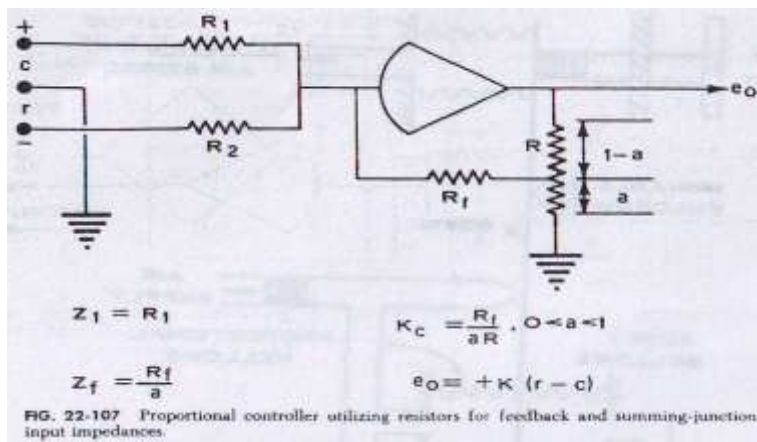 +
R1
c
r
−
R2
eo
R
1-a
a
Rf
Z1 = R1
Kc = Rf/aR , 0<a<1
Zf = Rf/a
eo = +K (r - c)
FIG. 22-107 Proportional controller utilizing resistors for feedback and summing-junction
input impedances.